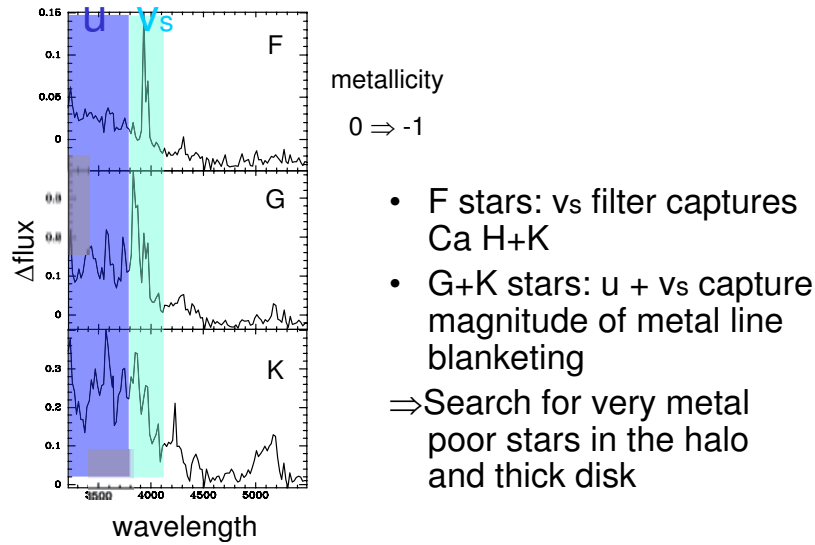 u vs
0.15
F
0.1
0.05
0
metallicity
0 ⇒ -1
G
0.1
0
Δflux
K
0.3
0.2
0.1
0
4000 4500 5000
wavelength
• F stars: vs filter captures
Ca H+K
• G+K stars: u + vs capture
magnitude of metal line
blanketing
⇒Search for very metal
poor stars in the halo
and thick disk